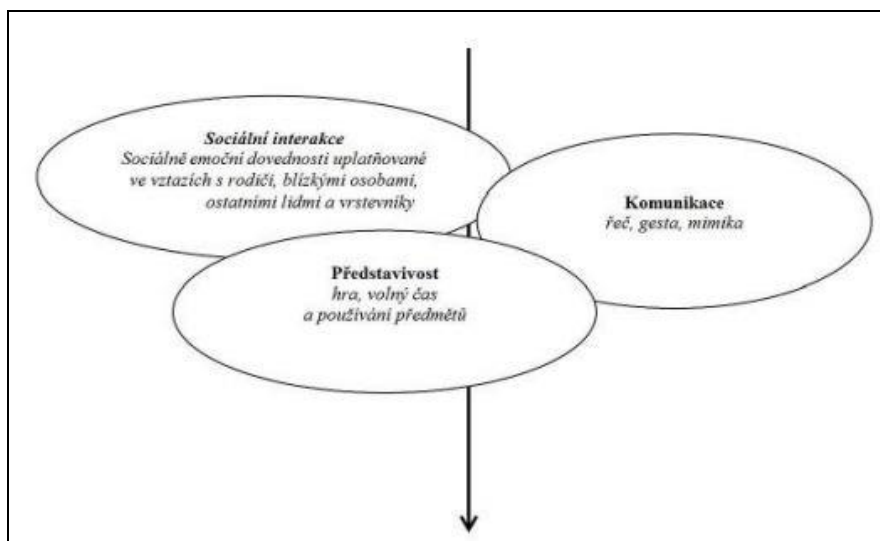 Sociální interakce
Sociálně emoční dovednosti uplatňované
ve vztazích s rodiči, blízkými osobami,
ostatními lidmi a vrstevníky
Komunikace
řeč, gesta, mimika
Představivost
hra, volný čas
a používání předmětů